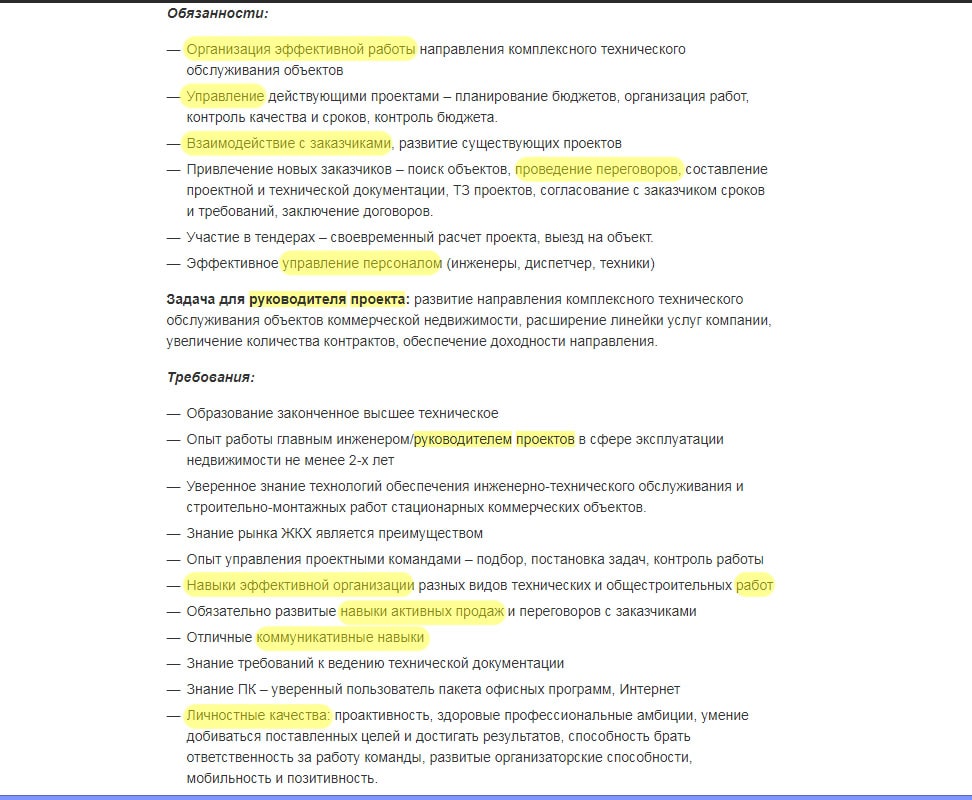 Обязанности:
— Организация эффективной работы направления комплексного технического
обслуживания объектов
— Управление действующими проектами – планирование бюджетов, организация работ,
контроль качества и сроков, контроль бюджета.
— Взаимодействие с заказчиками, развитие существующих проектов
— Привлечение новых заказчиков – поиск объектов, проведение переговоров, составление
проектной и технической документации, ТЗ проектов, согласование с заказчиком сроков
и требований, заключение договоров.
— Участие в тендерах – своевременный расчет проекта, выезд на объект.
— Эффективное управление персоналом (инженеры, диспетчер, техники)
Задача для руководителя проекта: развитие направления комплексного технического
обслуживания объектов коммерческой недвижимости, расширение линейки услуг компании,
увеличение количества контрактов, обеспечение доходности направления.
Требования:
— Образование законченное высшее техническое
— Опыт работы главным инженером/руководителем проектов в сфере эксплуатации
недвижимости не менее 2-х лет
— Уверенное знание технологий обеспечения инженерно-технического обслуживания и
строительно-монтажных работ стационарных коммерческих объектов.
— Знание рынка ЖКХ является преимуществом
— Опыт управления проектными командами – подбор, постановка задач, контроль работы
— Навыки эффективной организации разных видов технических и общестроительных работ
— Обязательно развитые навыки активных продаж и переговоров с заказчиками
— Отличные коммуникативные навыки
— Знание требований к ведению технической документации
— Знание ПК – уверенный пользователь пакета офисных программ, Интернет
— Личностные качества: проактивность, здоровые профессиональные амбиции, умение
добиваться поставленных целей и достигать результатов, способность брать
ответственность за работу команды, развитые организаторские способности,
мобильность и позитивность.